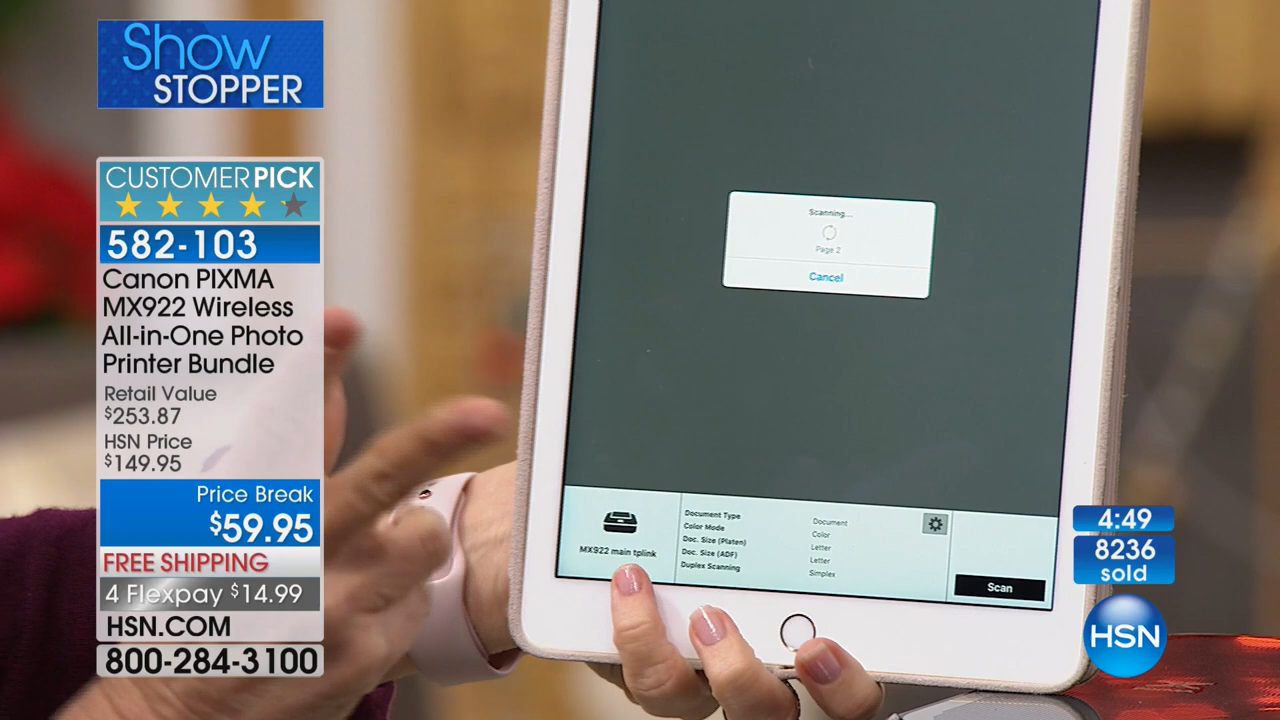 Show
STOPPER
CUSTOMER PICK
582-103
Canon PIXMA
MX922 Wireless
All-in-One Photo
Printer Bundle
Retail Value
$253.87
HSN Price
$149.95
Price Break
$59.95
FREE SHIPPING
4 Flexpay $14.99
HSN.COM
800-284-3100
Scanning...
Page 2
Cancel
MX922 main tplink
Document Type Document
Color Mode Color
Doc. Size (Platen) Letter
Doc. Size (ADF) Letter
Duplex Scanning Simplex
Scan
4:49
8236
sold
HSN